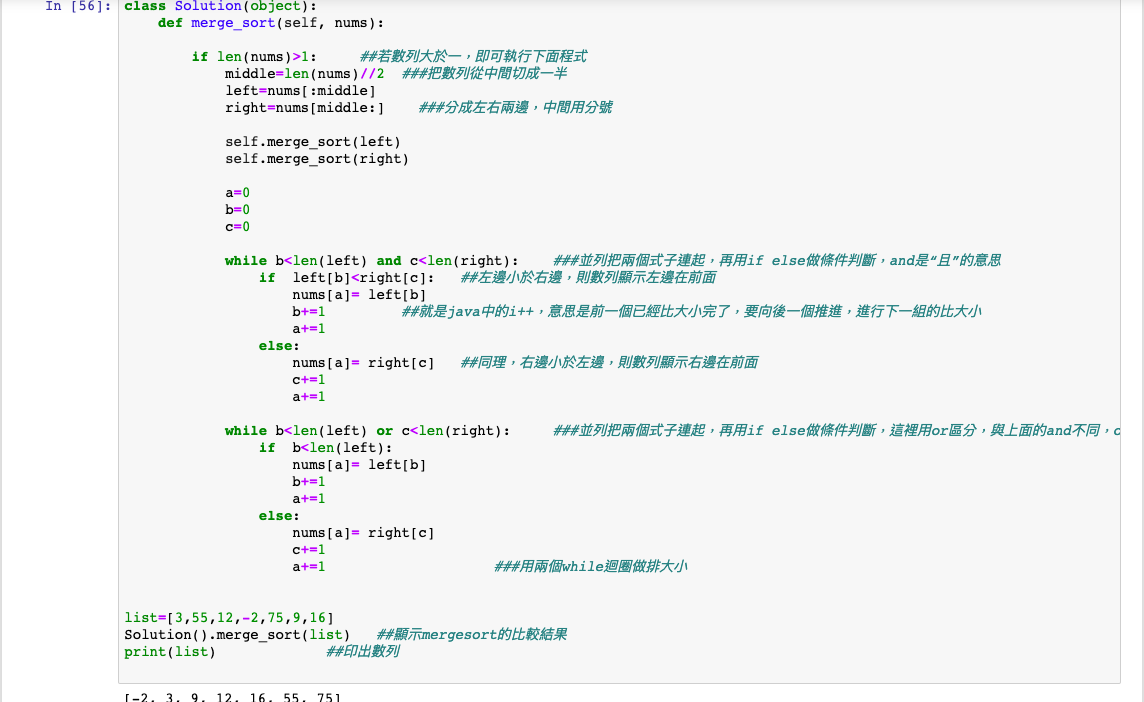 In [56]: class Solution(object):
def merge_sort(self, nums):
if len(nums)>1: ##若數列大於一，即可執行下面程式
middle=len(nums)//2 ###把數列從中間切成一半
left=nums[:middle]
right=nums[middle:] ###分成左右兩邊，中間用分號
self.merge_sort(left)
self.merge_sort(right)
a=0
b=0
c=0
while b<len(left) and c<len(right): ###並列把兩個式子連起，再用if else做條件判斷，and是“且”的意思
if left[b]<right[c]: ##左邊小於右邊，則數列顯示左邊在前面
nums[a]= left[b]
b+=1 ##就是java中的i++，意思是前一個已經比大小完了，要向後一個推進，進行下一組的比大小
a+=1
else:
nums[a]= right[c] ##同理，右邊小於左邊，則數列顯示右邊在前面
c+=1
a+=1
while b<len(left) or c<len(right): ###並列把兩個式子連起，再用if else做條件判斷，這裡用or區分，與上面的and不同，
if b<len(left):
nums[a]= left[b]
b+=1
a+=1
else:
nums[a]= right[c]
c+=1
a+=1 ###用兩個while迴圈做排大小
list=[3,55,12,-2,75,9,16]
Solution().merge_sort(list) ##顯示mergesort的比較結果
print(list) ##印出數列
[-2, 3, 9, 12, 16, 55, 75]